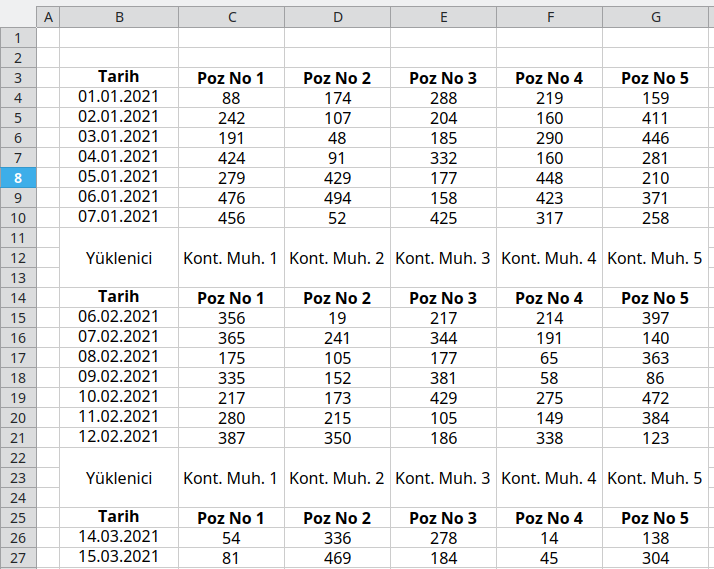 A B C D E F G
1
2
3 Tarih Poz No 1 Poz No 2 Poz No 3 Poz No 4 Poz No 5
4 01.01.2021 88 174 288 219 159
5 02.01.2021 242 107 204 160 411
6 03.01.2021 191 48 185 290 446
7 04.01.2021 424 91 332 160 281
8 05.01.2021 279 429 177 448 210
9 06.01.2021 476 494 158 423 371
10 07.01.2021 456 52 425 317 258
11
12 Yüklenici Kont. Muh. 1 Kont. Muh. 2 Kont. Muh. 3 Kont. Muh. 4 Kont. Muh. 5
13
14 Tarih Poz No 1 Poz No 2 Poz No 3 Poz No 4 Poz No 5
15 06.02.2021 356 19 217 214 397
16 07.02.2021 365 241 344 191 140
17 08.02.2021 175 105 177 65 363
18 09.02.2021 335 152 381 58 86
19 10.02.2021 217 173 429 275 472
20 11.02.2021 280 215 105 149 384
21 12.02.2021 387 350 186 338 123
22
23 Yüklenici Kont. Muh. 1 Kont. Muh. 2 Kont. Muh. 3 Kont. Muh. 4 Kont. Muh. 5
24
25 Tarih Poz No 1 Poz No 2 Poz No 3 Poz No 4 Poz No 5
26 14.03.2021 54 336 278 14 138
27 15.03.2021 81 469 184 45 304